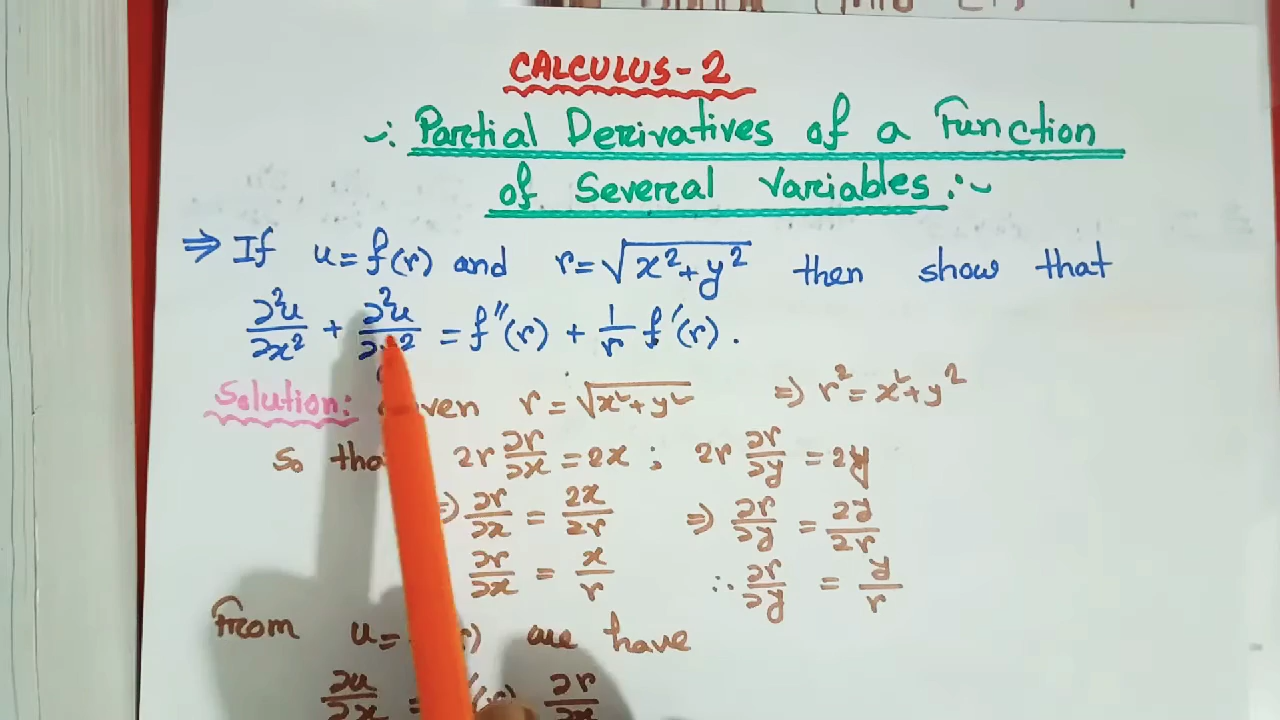 CALCULUS-2
∴ Partial Derivatives of a Function
of Several Variables ∴
⇒ If u = f(r) and r = √(x²+y²) then show that
∂²u/∂x² + ∂²u/∂y² = f''(r) + 1/r f'(r).
Solution: Given r = √(x²+y²) ⇒ r² = x²+y²
So that 2r ∂r/∂x = 2x ; 2r ∂r/∂y = 2y
⇒ ∂r/∂x = 2x/2r ⇒ ∂r/∂y = 2y/2r
∂r/∂x = x/r ∴ ∂r/∂y = y/r
From u = (r) we have
∂u/∂x = '(r) ∂r/∂x